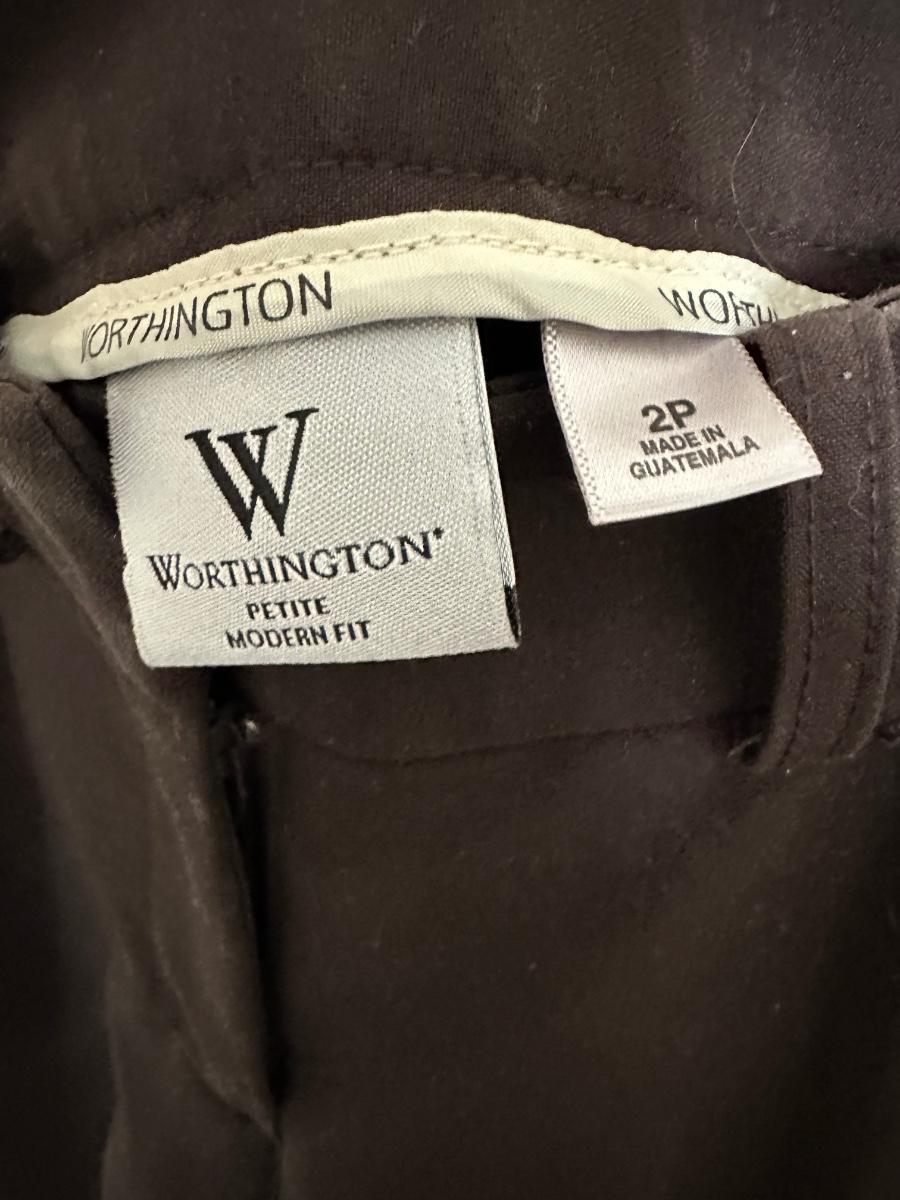 WORTHINGTON
WORTH
W
WORTHINGTON
PETITE
MODERN FIT
2P
MADE IN
GUATEMALA